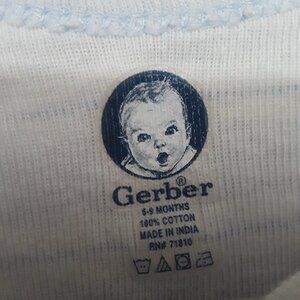 Gerber®
6-9 MONTHS
100% COTTON
MADE IN INDIA
RN# 71810